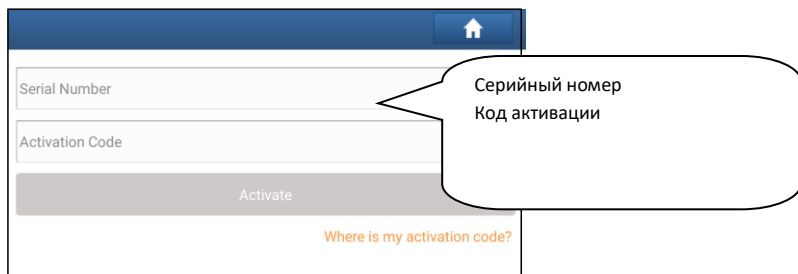 Serial Number
Серийный номер
Код активации
Activation Code
Activate
Where is my activation code?